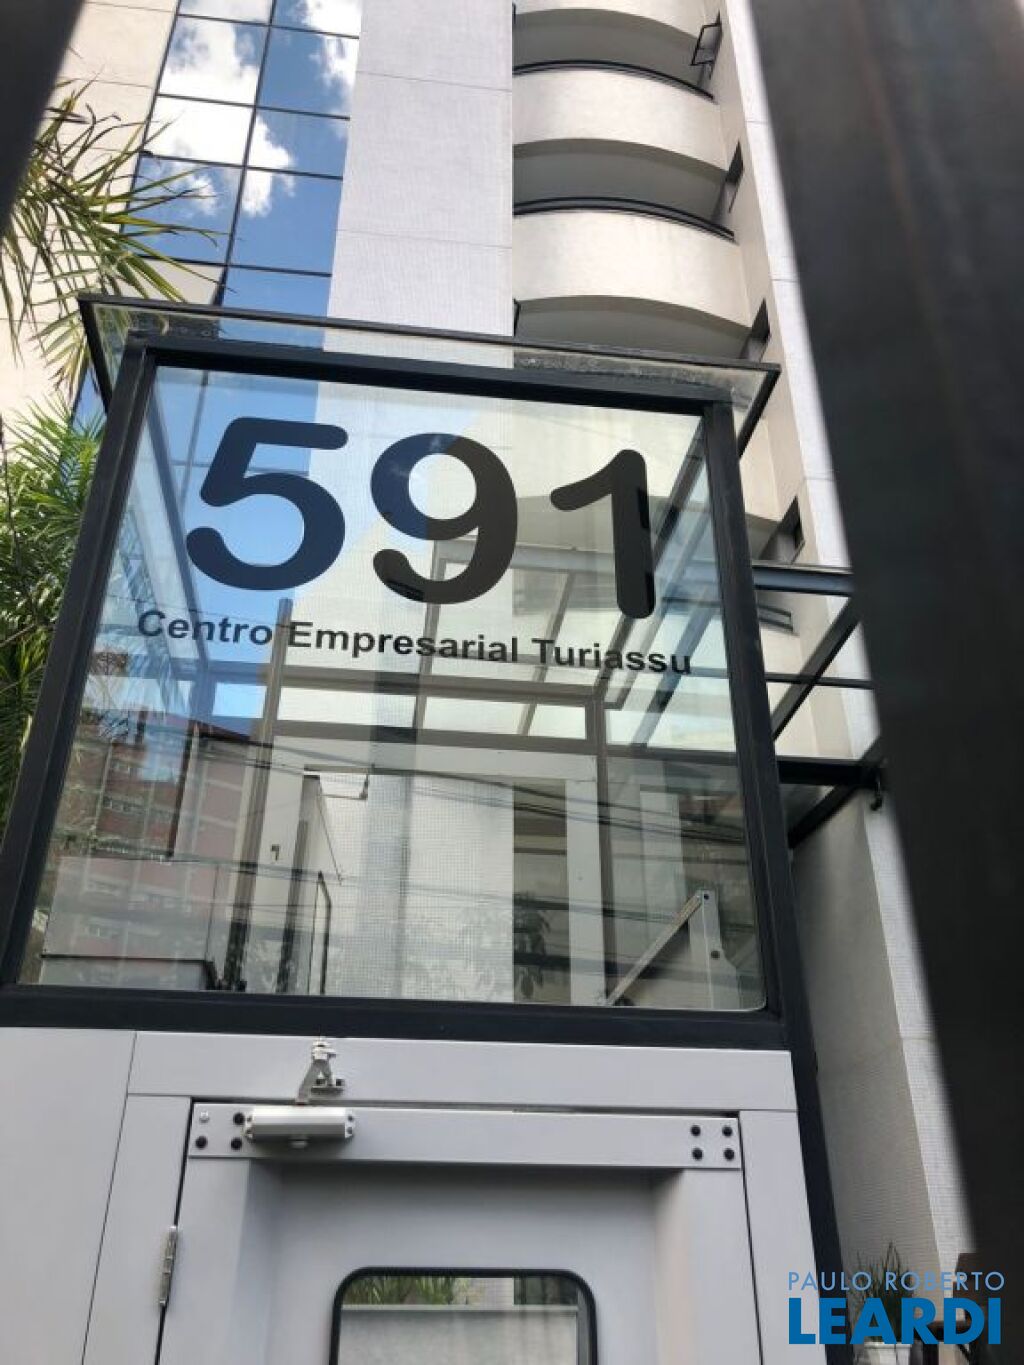 591
Centro Empresarial Turiassu
PAULO ROBERTO
LEARDI